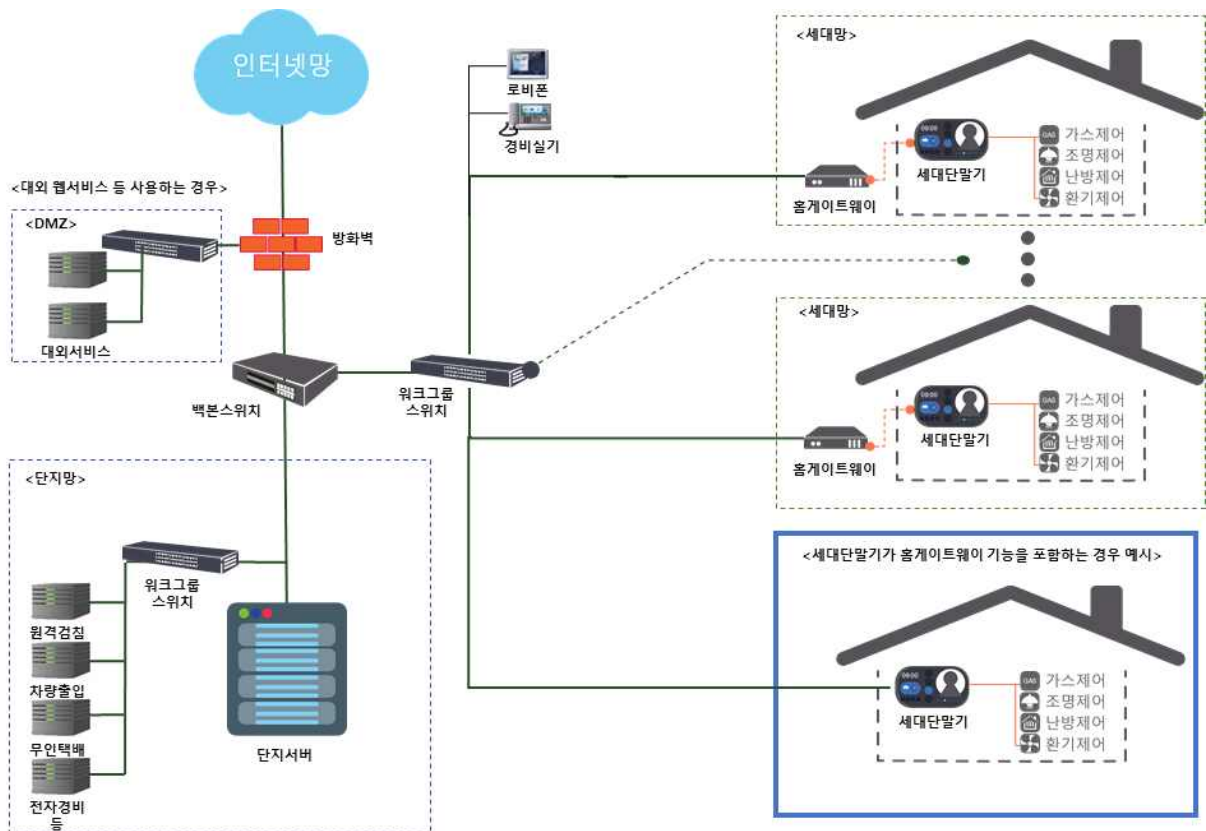 인터넷망
로비폰
경비실기
<대외 웹서비스 등 사용하는 경우>
<DMZ>
방화벽
대외서비스
백본스위치
워크그룹
스위치
<단지망>
워크그룹
스위치
원격검침
차량출입
무인택배
전자경비
등
단지서버
<세대망>
홈게이트웨이
09:00
세대단말기
GAS 가스제어
조명제어
난방제어
환기제어
<세대망>
홈게이트웨이
09:00
세대단말기
GAS 가스제어
조명제어
난방제어
환기제어
<세대단말기가 홈게이트웨이 기능을 포함하는 경우 예시>
09:00
세대단말기
GAS 가스제어
조명제어
난방제어
환기제어